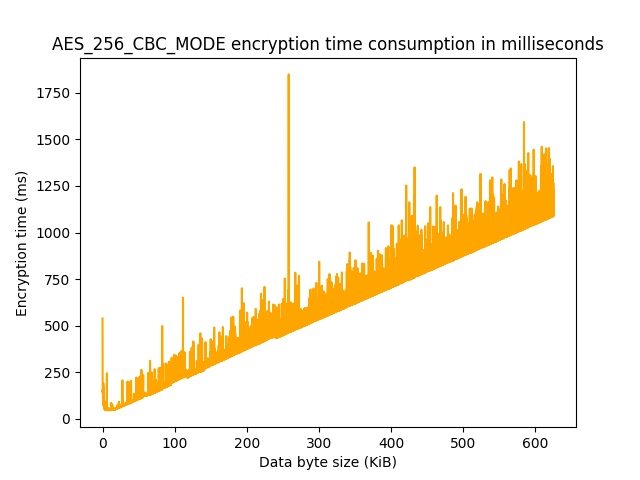 AES_256_CBC_MODE encryption time consumption in milliseconds
1750
1500
1250
1000
750
500
250
0
Encryption time (ms)
0 100 200 300 400 500 600
Data byte size (KiB)